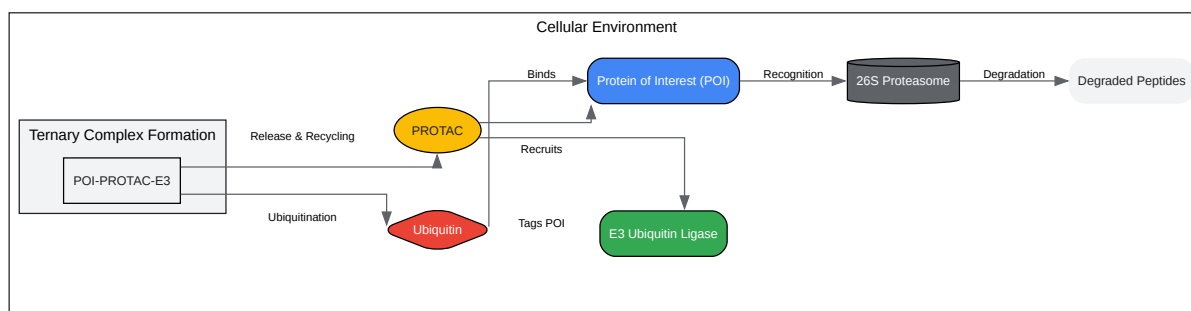 Cellular Environment
Binds
Protein of Interest (POI)
Recognition
26S Proteasome
Degradation
Degraded Peptides
Ternary Complex Formation
Release & Recycling
PROTAC
Recruits
POI-PROTAC-E3
Ubiquitination
Ubiquitin
Tags POI
E3 Ubiquitin Ligase